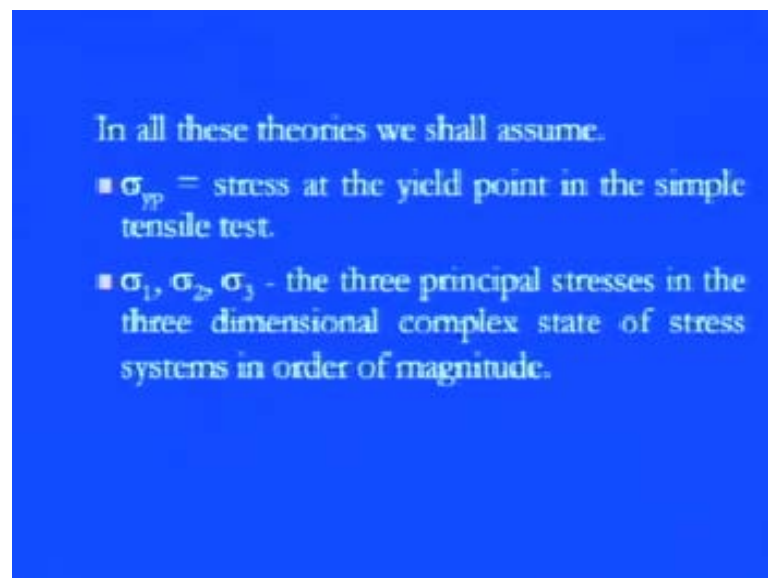 In all these theories we shall assume.
▪ σyp = stress at the yield point in the simple
tensile test.
▪ σ1, σ2, σ3 - the three principal stresses in the
three dimensional complex state of stress
systems in order of magnitude.